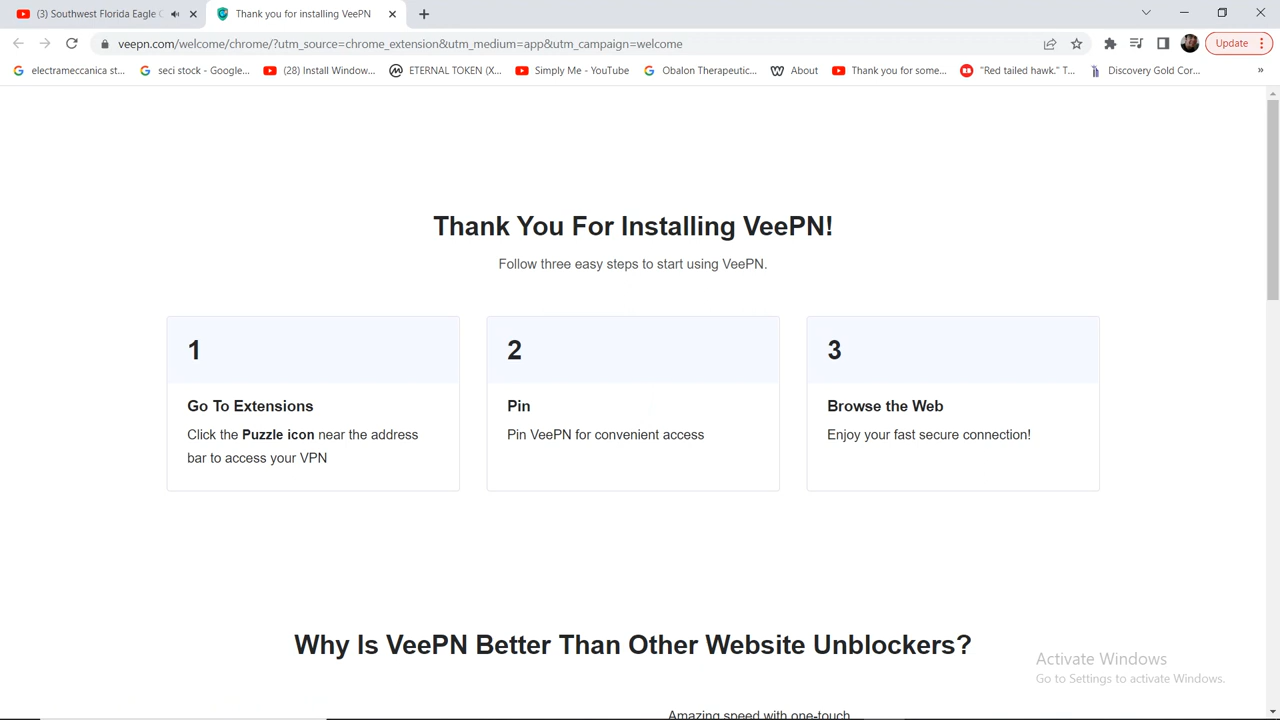 (3) Southwest Florida Eagle C
Thank you for installing VeePN
veepn.com/welcome/chrome/?utm_source=chrome_extension&utm_medium=app&utm_campaign=welcome
Update
electrameccanica st...
seci stock - Google...
(28) Install Window...
ETERNAL TOKEN (X...
Simply Me - YouTube
Obalon Therapeutic...
About
Thank you for some...
"Red tailed hawk." T...
Discovery Gold Cor...
»
Thank You For Installing VeePN!
Follow three easy steps to start using VeePN.
1
Go To Extensions
Click the Puzzle icon near the address
bar to access your VPN
2
Pin
Pin VeePN for convenient access
3
Browse the Web
Enjoy your fast secure connection!
Why Is VeePN Better Than Other Website Unblockers?
Activate Windows
Go to Settings to activate Windows.
Amazing speed with one-touch